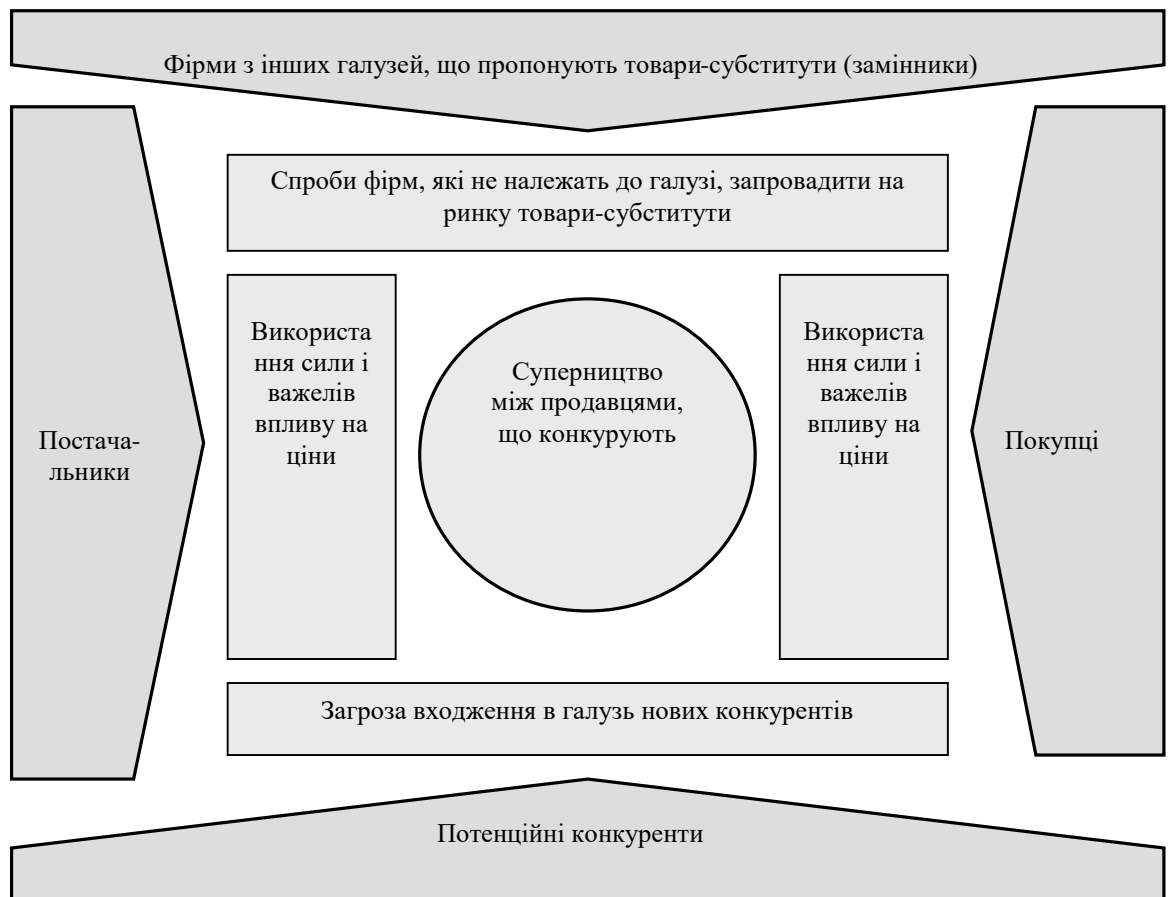 Фірми з інших галузей, що пропонують товари-субститути (замінники)
Спроби фірм, які не належать до галузі, запровадити на
ринку товари-субститути
Використа
ння сили і
важелів
впливу на
ціни
Суперництво
між продавцями,
що конкурують
Використа
ння сили і
важелів
впливу на
ціни
Постача-
льники
Покупці
Загроза входження в галузь нових конкурентів
Потенційні конкуренти